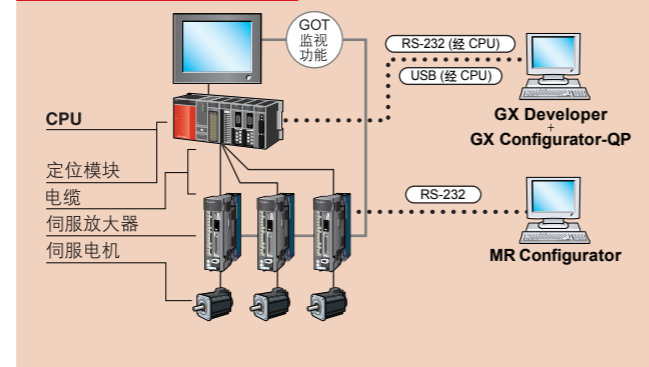 GOT
监视
功能
RS-232 (经 CPU)
USB (经 CPU)
GX Developer
+
GX Configurator-QP
CPU
定位模块
电缆
伺服放大器
伺服电机
RS-232
MR Configurator